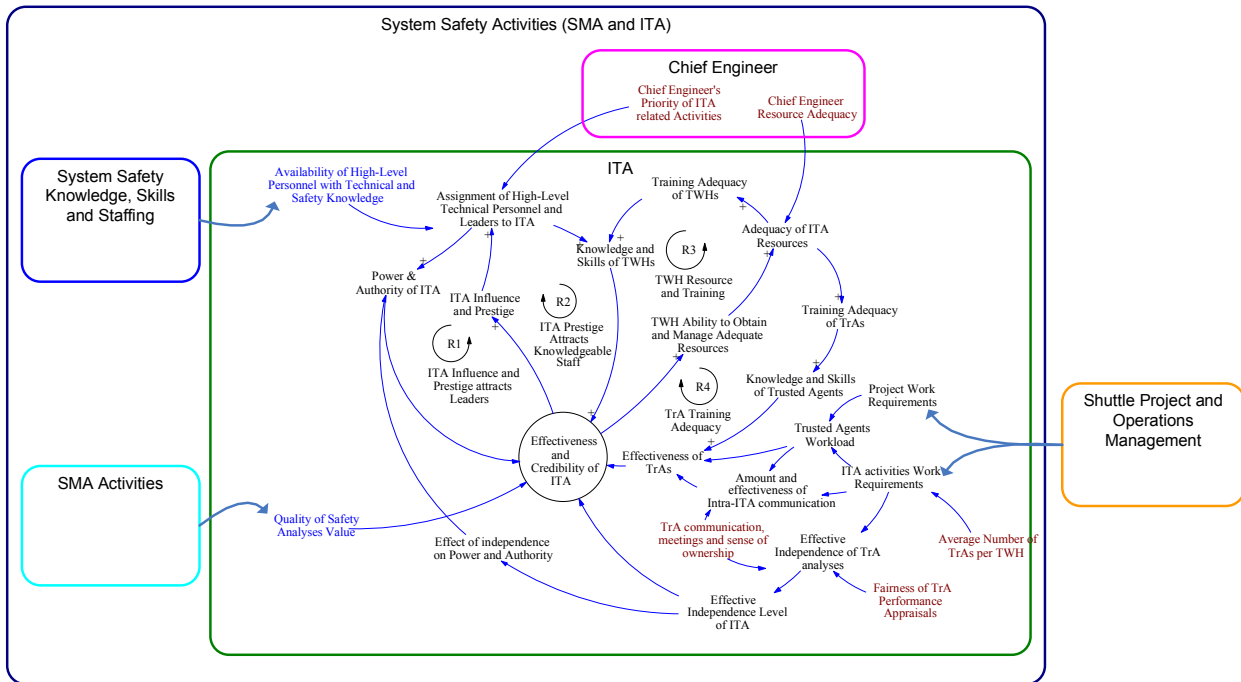 System Safety Activities (SMA and ITA)
Chief Engineer
Chief Engineer's
Priority of ITA
related Activities
Chief Engineer
Resource Adequacy
System Safety
Knowledge, Skills
and Staffing
ITA
Availability of High-Level
Personnel with Technical and
Safety Knowledge
Assignment of High-Level
Technical Personnel and
Leaders to ITA
+
Training Adequacy
of TWHs
+
Adequacy of ITA
Resources
+
Knowledge and
Skills of TWHs
+
+
R3
TWH Resource
and Training
Power &
Authority of ITA
+
ITA Influence
and Prestige
+
R2
ITA Prestige
Attracts
Knowledgeable
Staff
R1
ITA Influence and
Prestige attracts
Leaders
TWH Ability to Obtain
and Manage Adequate
Resources
+
Training Adequacy
of TrAs
+
R4
TrA Training
Adequacy
Knowledge and Skills
of Trusted Agents
+
Project Work
Requirements
Shuttle Project and
Operations
Management
Effectiveness
and
Credibility of
ITA
+
Effectiveness of
TrAs
+
Trusted Agents
Workload
ITA activities Work
Requirements
Amount and
effectiveness of
Intra-ITA communication
SMA Activities
Quality of Safety
Analyses Value
Effect of independence
on Power and Authority
TrA communication,
meetings and sense of
ownership
Effective
Independence of TrA
analyses
Average Number of
TrAs per TWH
Fairness of TrA
Performance
Appraisals
Effective
Independence Level
of ITA